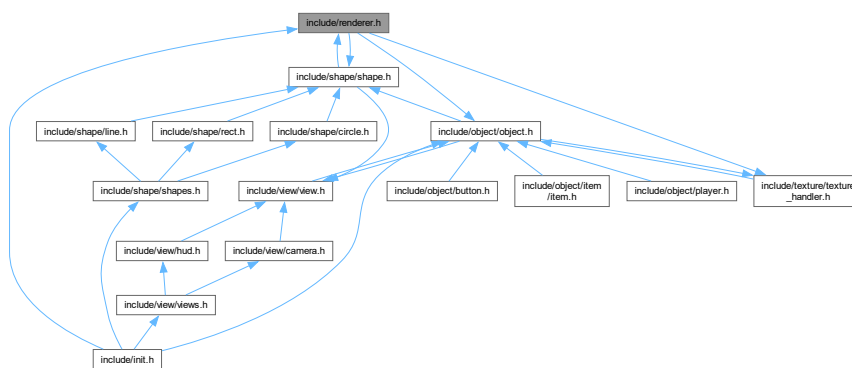 include/renderer.h
include/shape/shape.h
include/shape/line.h
include/shape/rect.h
include/shape/circle.h
include/object/object.h
include/shape/shapes.h
include/view/view.h
include/object/button.h
include/object/item
/item.h
include/object/player.h
include/texture/texture
_handler.h
include/view/hud.h
include/view/camera.h
include/view/views.h
include/init.h